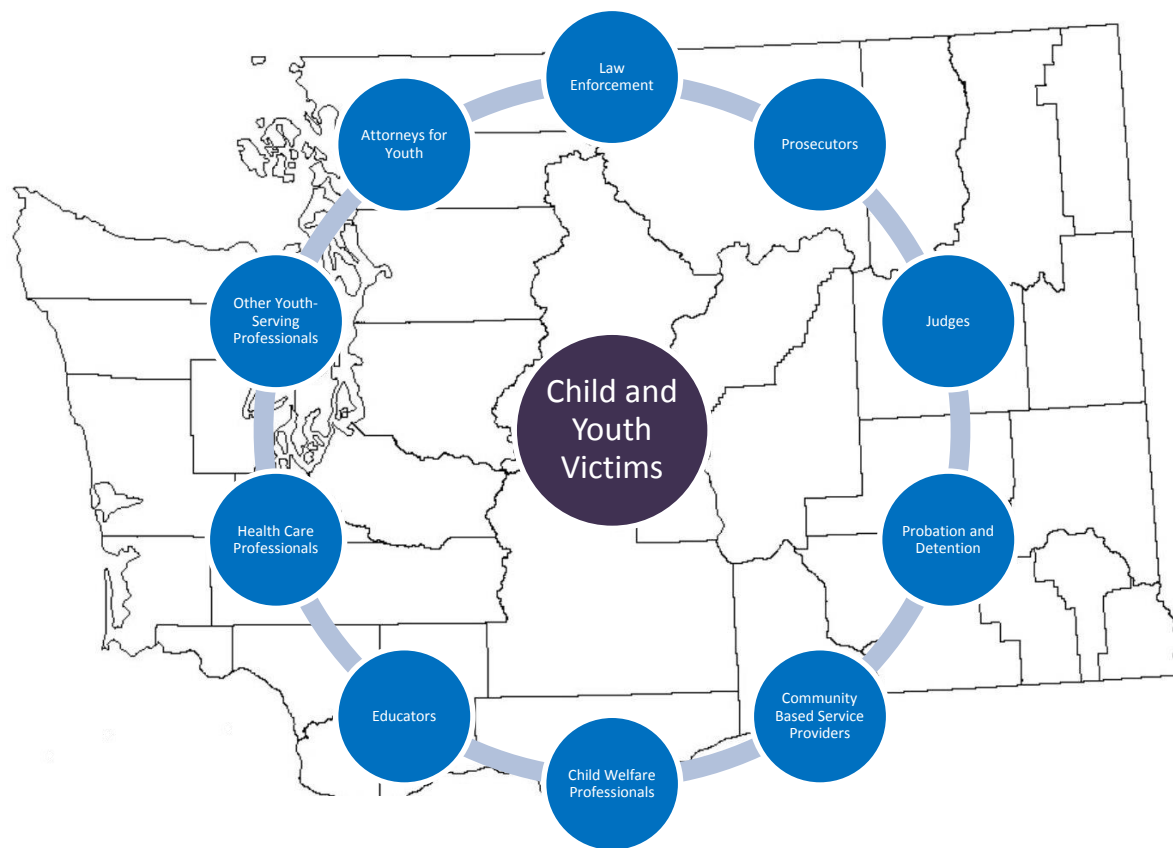 Law
Enforcement
Prosecutors
Judges
Probation and
Detention
Community
Based Service
Providers
Child Welfare
Professionals
Educators
Health Care
Professionals
Other Youth-
Serving
Professionals
Attorneys for
Youth
Child and
Youth
Victims